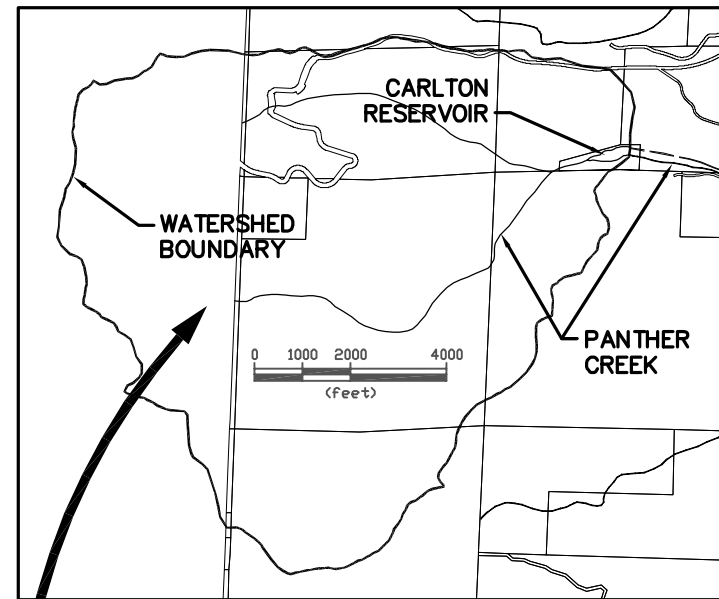 CARLTON
RESERVOIR
WATERSHED
BOUNDARY
PANTHER
CREEK
0 1000 2000 4000
(feet)